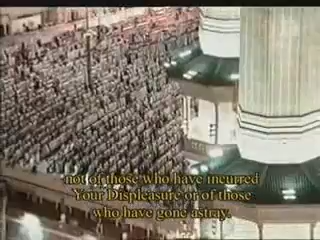 not of those who have incurred
Your Displeasure or of those
who have gone astray.